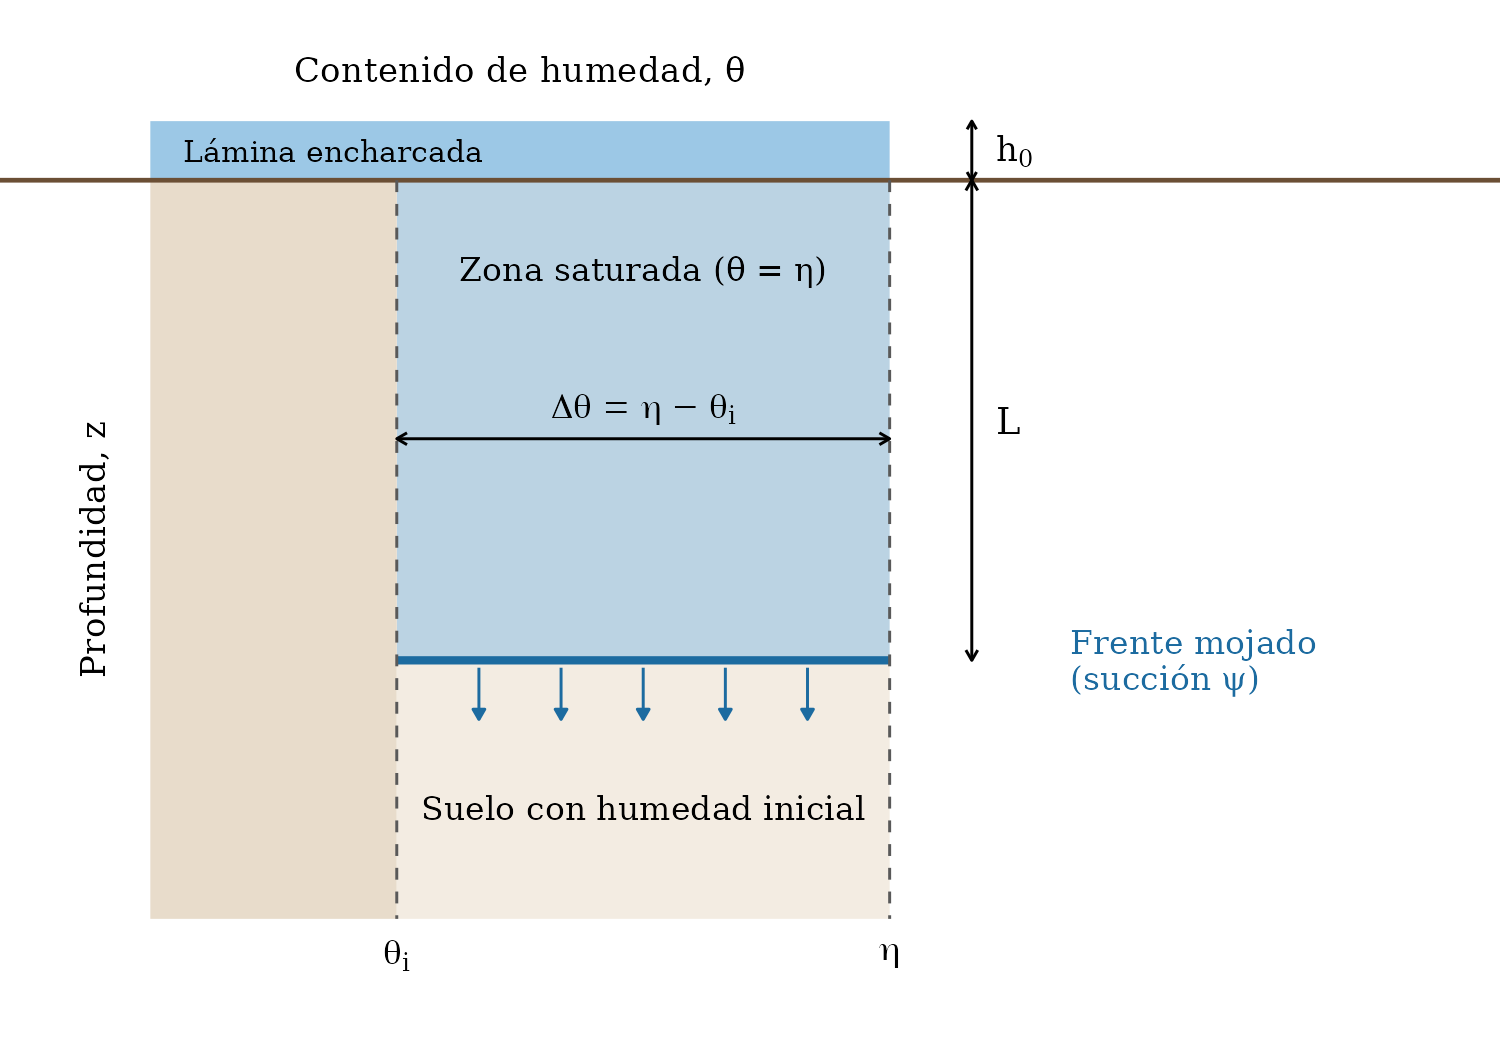 Contenido de humedad, θ
Lámina encharcada
h₀
Zona saturada (θ = η)
Δθ = η − θᵢ
L
Profundidad, z
Frente mojado
(succión ψ)
Suelo con humedad inicial
θᵢ
η